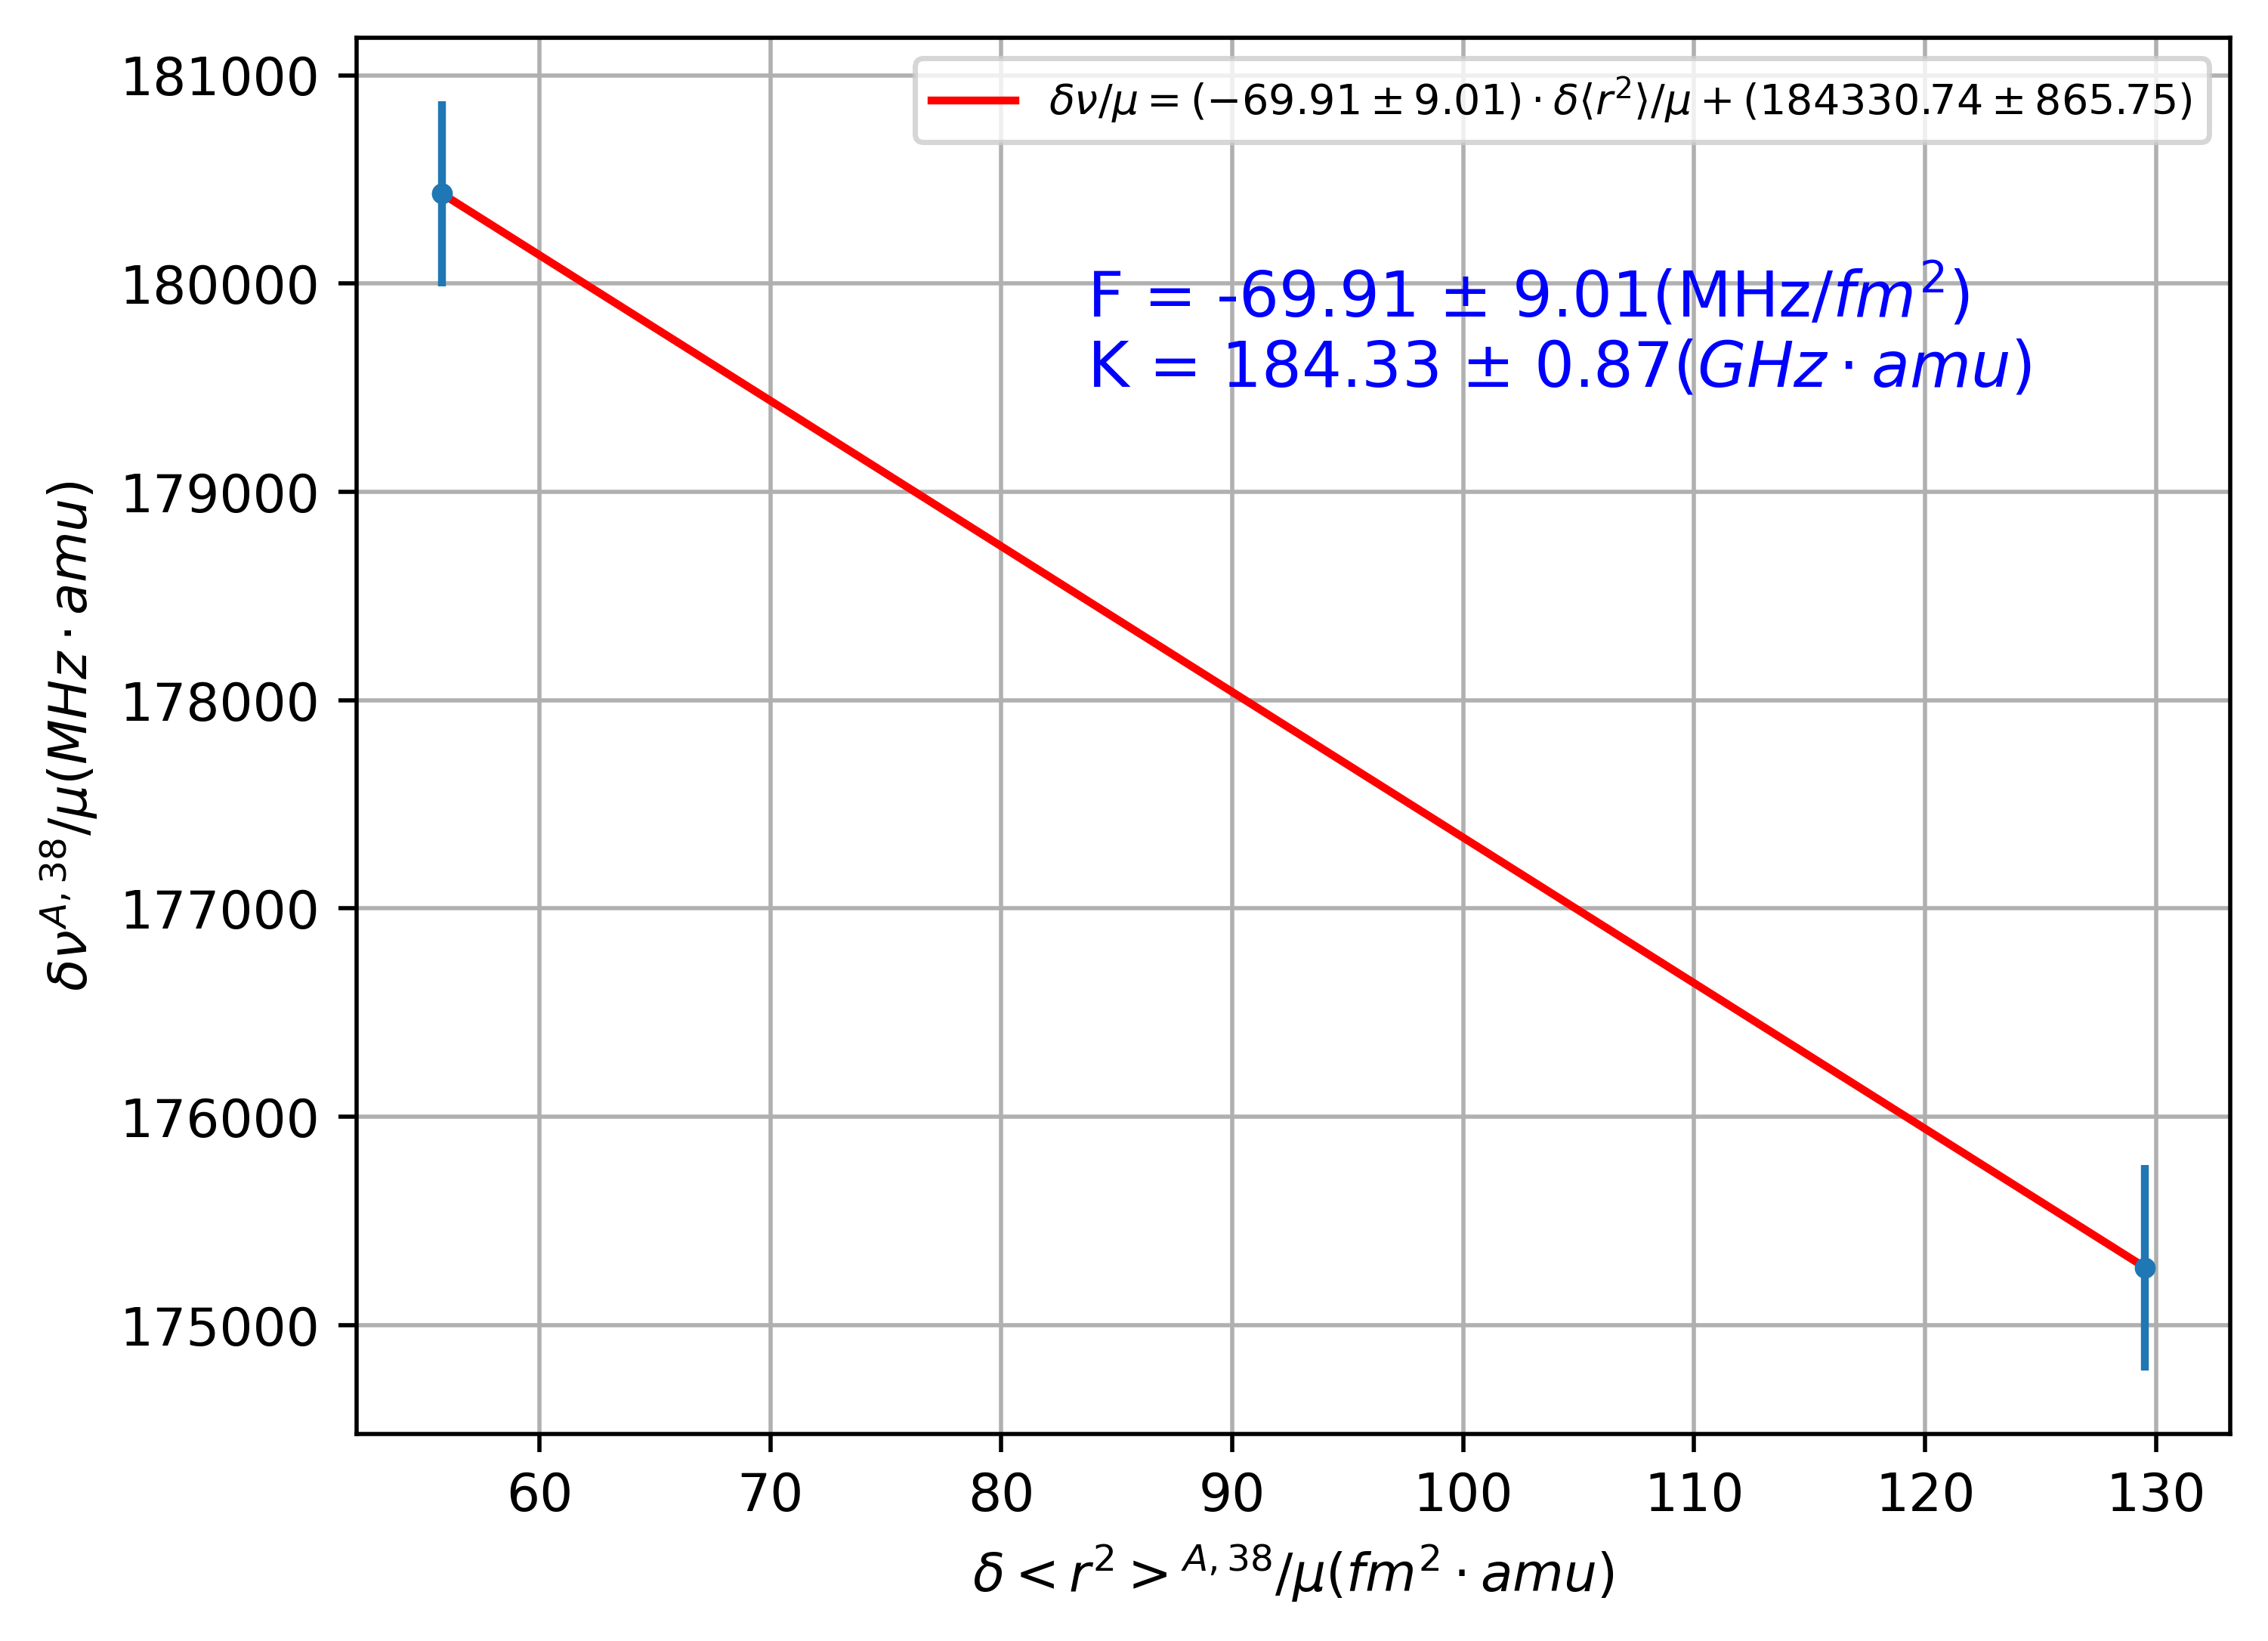 δν/μ = (−69.91 ± 9.01) · δ⟨r²⟩/μ + (184330.74 ± 865.75)
F = -69.91 ± 9.01(MHz/fm²)
K = 184.33 ± 0.87(GHz · amu)
181000
180000
179000
178000
177000
176000
175000
δν^{A, 38}/μ(MHz · amu)
60 70 80 90 100 110 120 130
δ < r² >^{A, 38}/μ(fm² · amu)